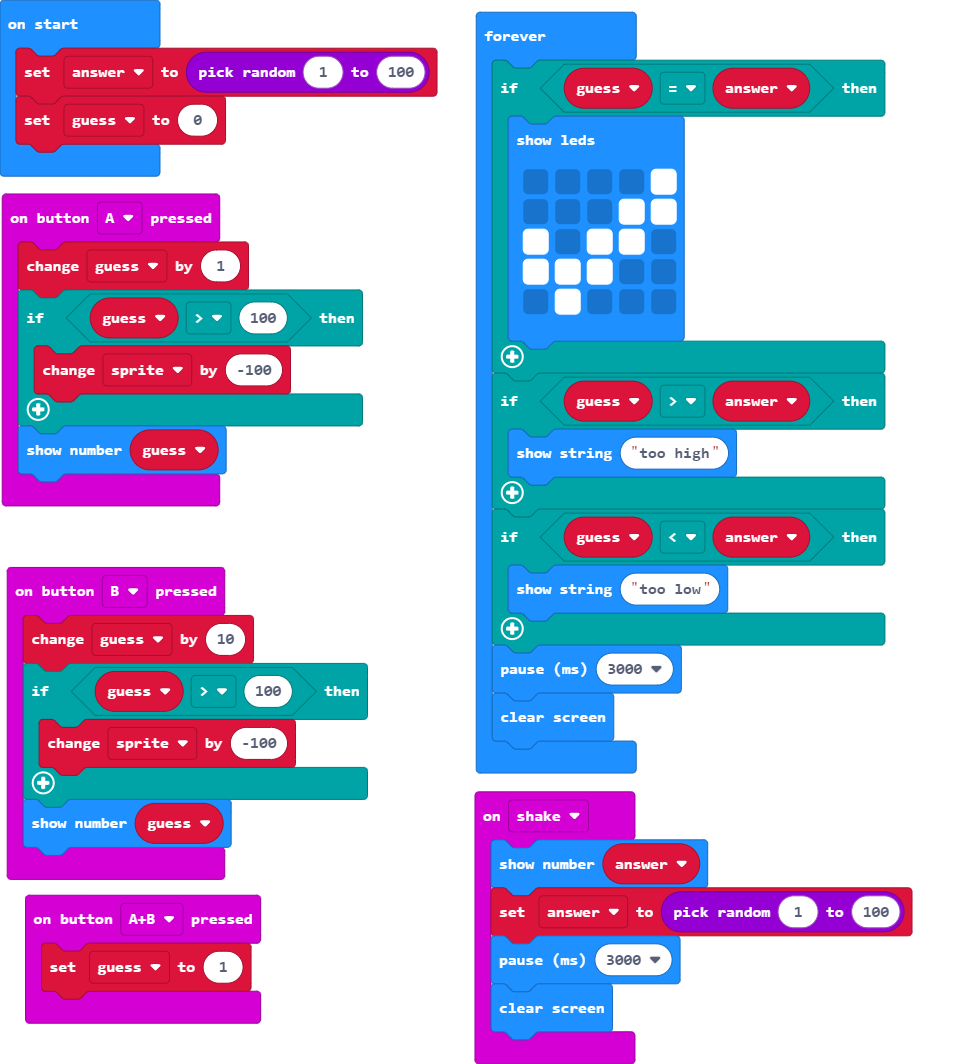 on start
set answer to pick random 1 to 100
set guess to 0
on button A pressed
change guess by 1
if guess > 100 then
change sprite by -100
show number guess
on button B pressed
change guess by 10
if guess > 100 then
change sprite by -100
show number guess
on button A+B pressed
set guess to 1
forever
if guess = answer then
show leds
if guess > answer then
show string "too high"
if guess < answer then
show string "too low"
pause (ms) 3000
clear screen
on shake
show number answer
set answer to pick random 1 to 100
pause (ms) 3000
clear screen